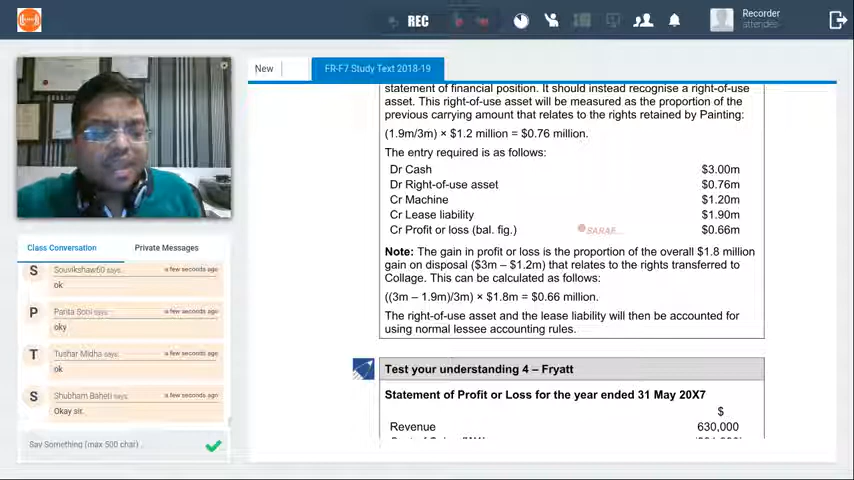 REC
Recorder
attendee
New
FR-F7 Study Text 2018-19
statement of financial position. It should instead recognise a right-of-use
asset. This right-of-use asset will be measured as the proportion of the
previous carrying amount that relates to the rights retained by Painting:
(1.9m/3m) × $1.2 million = $0.76 million.
The entry required is as follows:
Dr Cash $3.00m
Dr Right-of-use asset $0.76m
Cr Machine $1.20m
Cr Lease liability $1.90m
Cr Profit or loss (bal. fig.) $0.66m
SARAF...
Note: The gain in profit or loss is the proportion of the overall $1.8 million
gain on disposal ($3m – $1.2m) that relates to the rights transferred to
Collage. This can be calculated as follows:
((3m – 1.9m)/3m) × $1.8m = $0.66 million.
The right-of-use asset and the lease liability will then be accounted for
using normal lessee accounting rules.
Test your understanding 4 – Fryatt
Statement of Profit or Loss for the year ended 31 May 20X7
$
Revenue 630,000
Class Conversation Private Messages
S Souvikshaw60 says: a few seconds ago
ok
P says: a few seconds ago
oky
T Tushar Midha says: a few seconds ago
ok
S Shubham Baheti says: a few seconds ago
Okay sir.
Say Something (max 500 char)